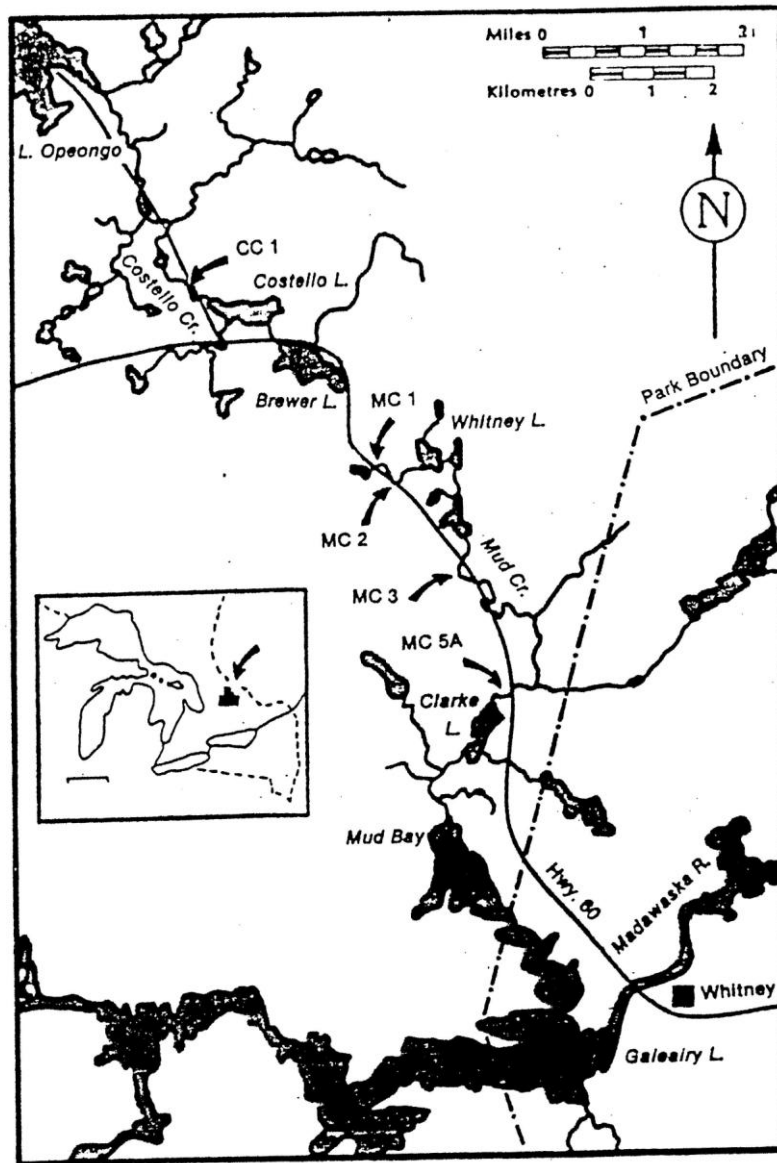 Miles 0 1 2
Kilometres 0 1 2
L. Opeongo
N
CC 1
Costello L.
Costello Cr.
Park Boundary
Brewer L.
MC 1
Whitney L.
MC 2
Mud Cr.
MC 3
MC 5A
Clarke
L.
Mud Bay
Hwy. 60
Madawaska R.
Whitney
Galeairy L.